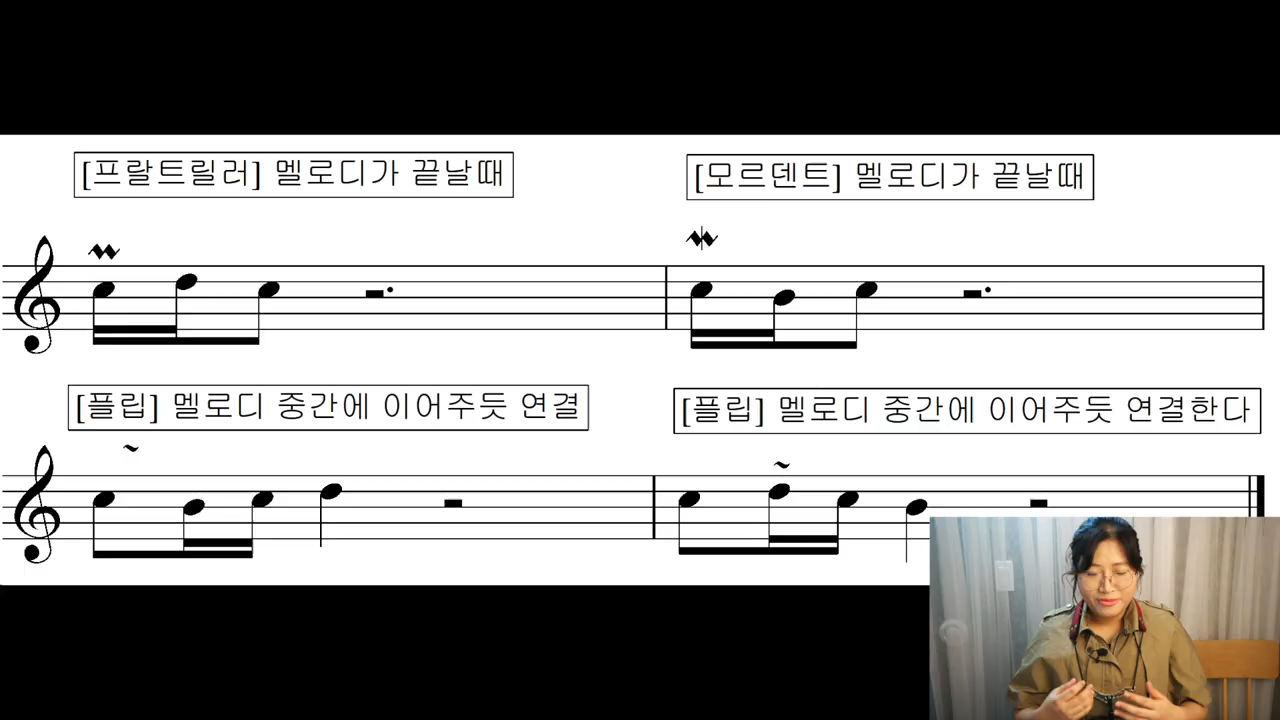 [프랄트릴러] 멜로디가 끝날때
[모르덴트] 멜로디가 끝날때
[플립] 멜로디 중간에 이어주듯 연결
[플립] 멜로디 중간에 이어주듯 연결한다